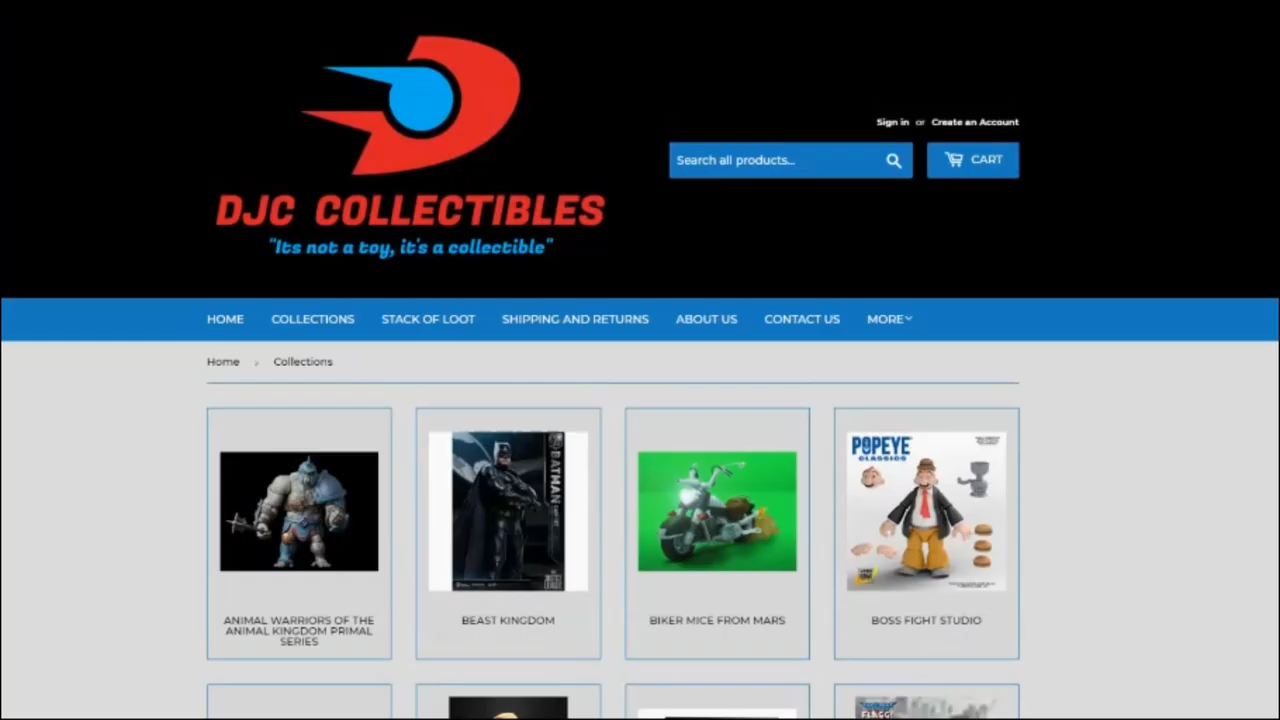 Sign in or Create an Account
Search all products...
CART
DJC COLLECTIBLES
"Its not a toy, it's a collectible"
HOME COLLECTIONS STACK OF LOOT SHIPPING AND RETURNS ABOUT US CONTACT US MORE
Home › Collections
BATMAN
POPEYE
CLASSICS
ANIMAL WARRIORS OF THE
ANIMAL KINGDOM PRIMAL
SERIES
BEAST KINGDOM
BIKER MICE FROM MARS
BOSS FIGHT STUDIO